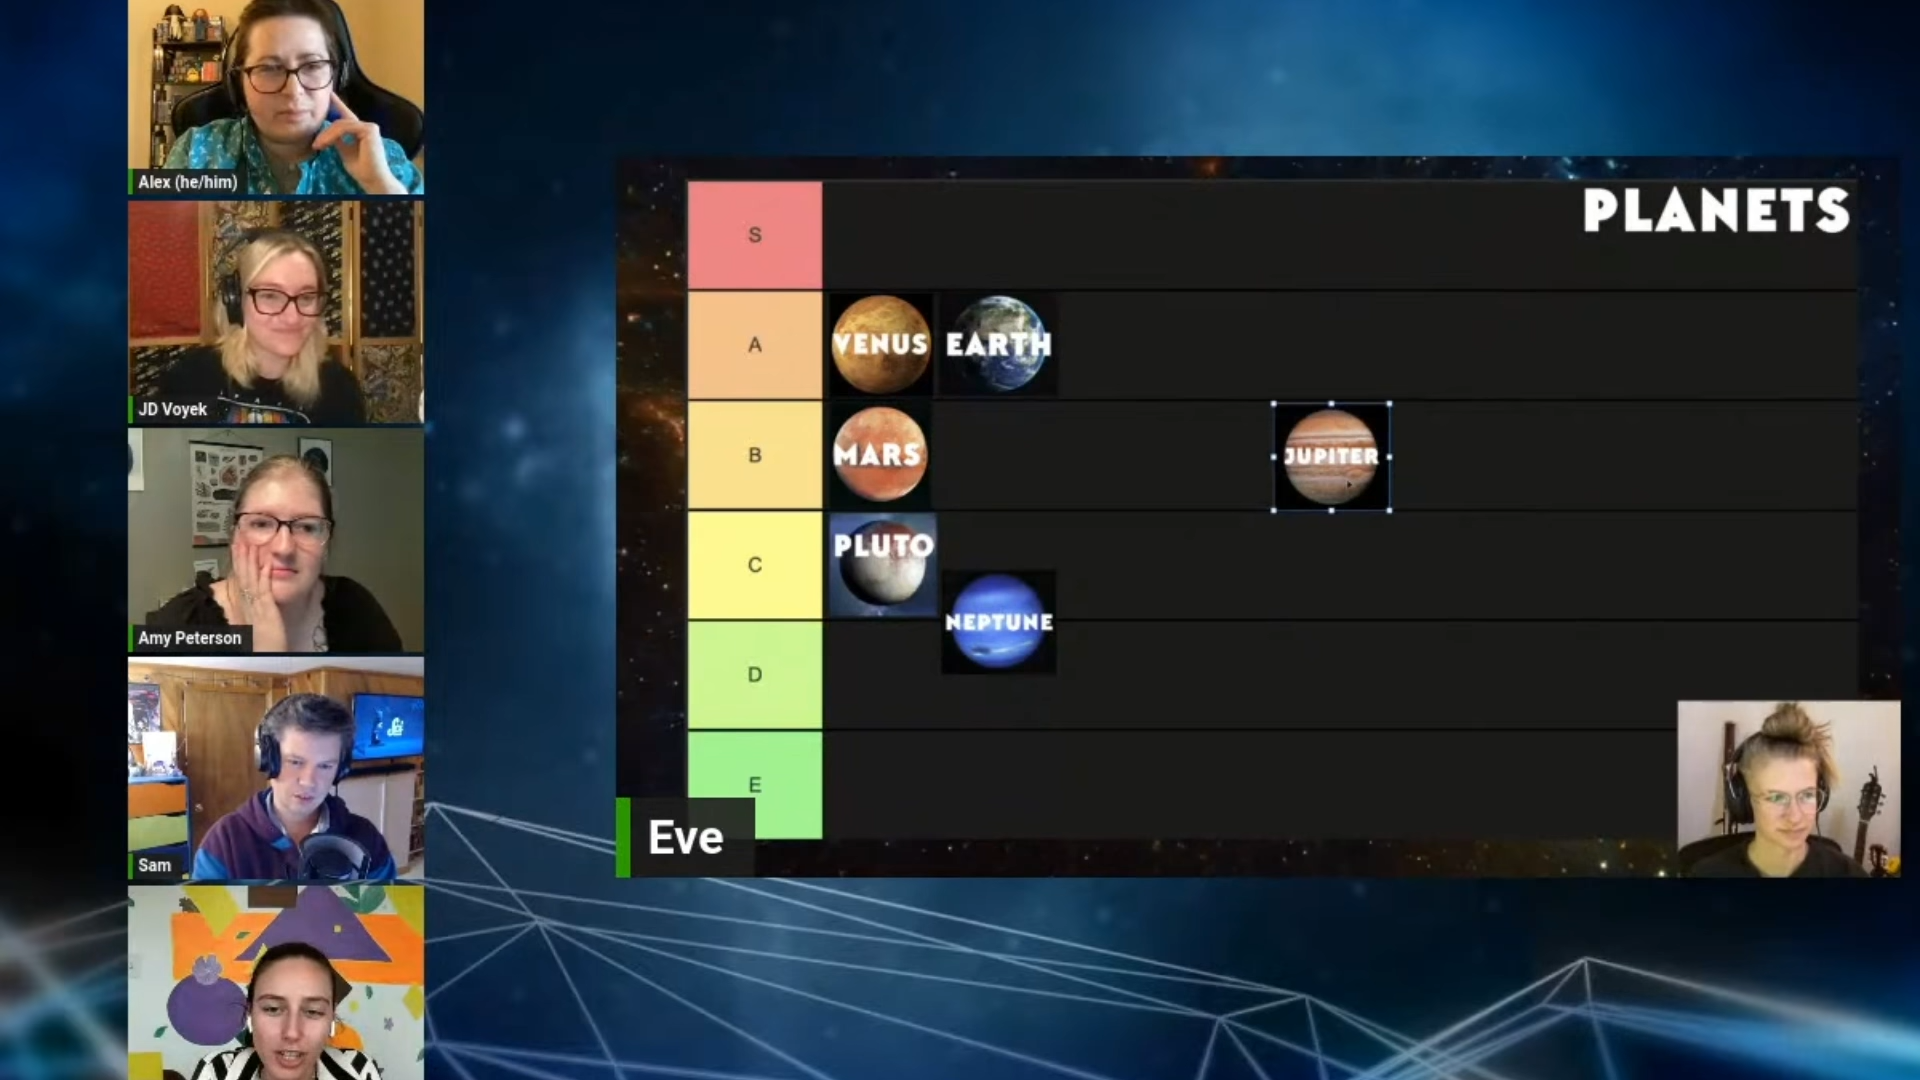 Alex (he/him)
JD Voyek
Amy Peterson
Sam
PLANETS
S
A
VENUS
EARTH
B
MARS
JUPITER
C
PLUTO
NEPTUNE
D
E
Eve